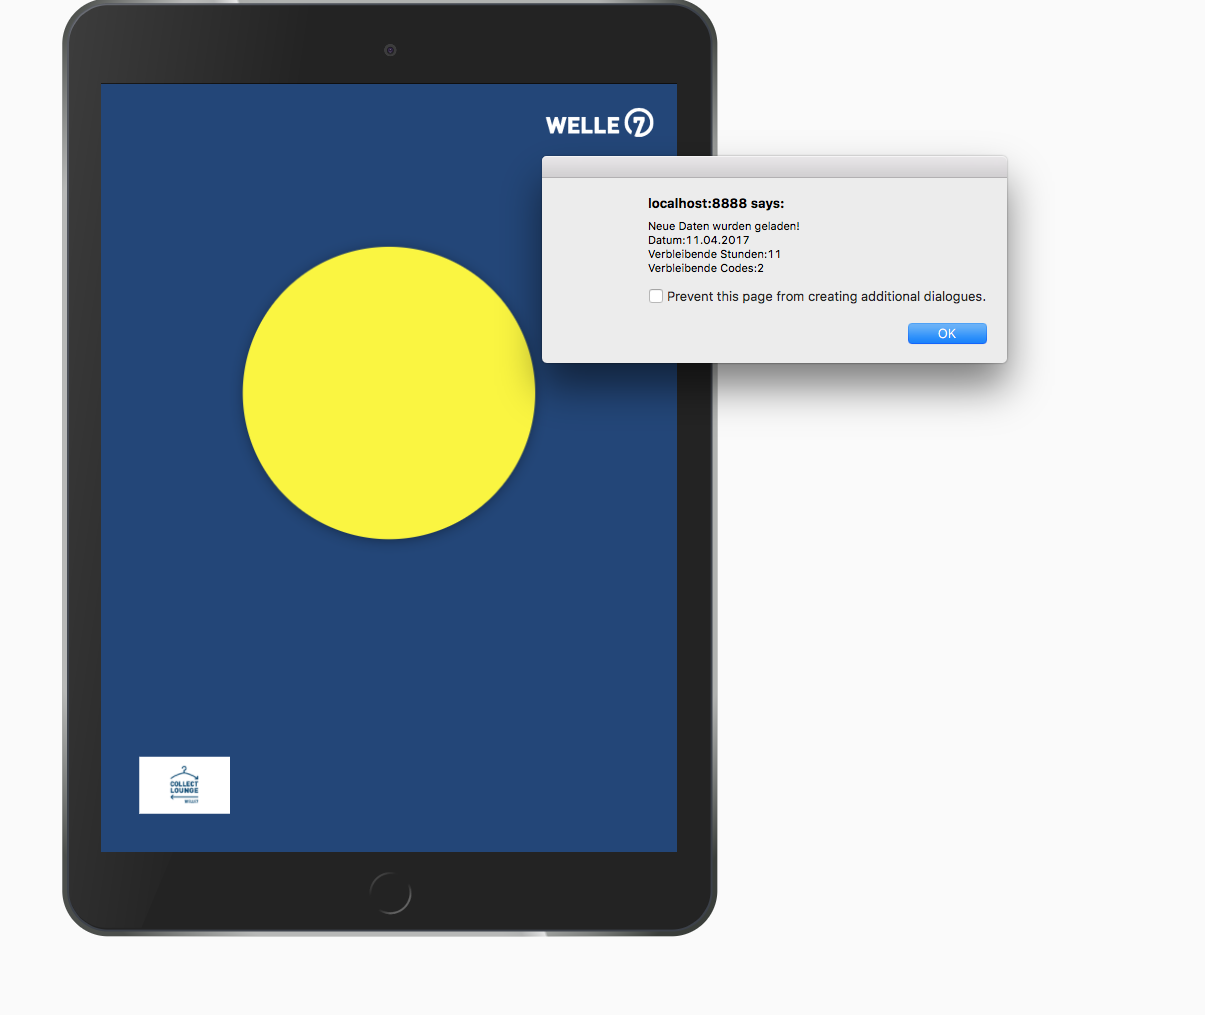 WELLE 7
localhost:8888 says:
Neue Daten wurden geladen!
Datum:11.04.2017
Verbleibende Stunden:11
Verbleibende Codes:2
Prevent this page from creating additional dialogues.
OK
COLLECT
LOUNGE